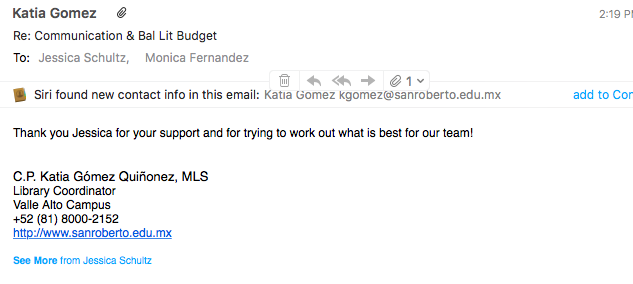 Katia Gomez 2:19 P
Re: Communication & Bal Lit Budget
To: Jessica Schultz, Monica Fernandez
1
Siri found new contact info in this email: Katia Gomez kgomez@sanroberto.edu.mx add to Con
Thank you Jessica for your support and for trying to work out what is best for our team!
C.P. Katia Gómez Quiñonez, MLS
Library Coordinator
Valle Alto Campus
+52 (81) 8000-2152
http://www.sanroberto.edu.mx
See More from Jessica Schultz